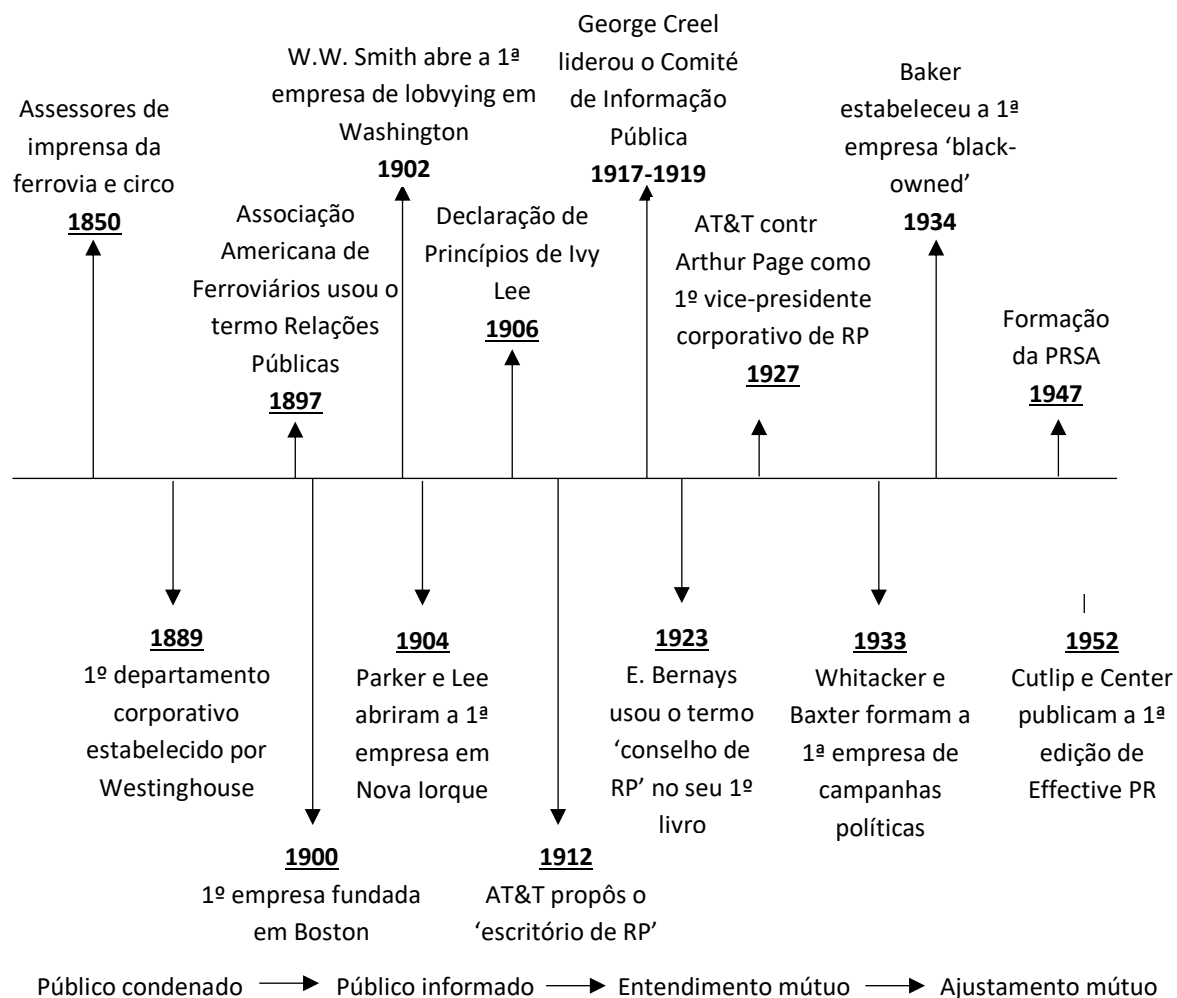 Assessores de
imprensa da
ferrovia e circo
1850
Associação
Americana de
Ferroviários usou o
termo Relações
Públicas
1897
W.W. Smith abre a 1ª
empresa de lobvying em
Washington
1902
Declaração de
Princípios de Ivy
Lee
1906
George Creel
liderou o Comité
de Informação
Pública
1917-1919
AT&T contr
Arthur Page como
1º vice-presidente
corporativo de RP
1927
Baker
estabeleceu a 1ª
empresa ‘black-
owned’
1934
Formação
da PRSA
1947
1889
1º departamento
corporativo
estabelecido por
Westinghouse
1900
1º empresa fundada
em Boston
1904
Parker e Lee
abriram a 1ª
empresa em
Nova Iorque
1912
AT&T propôs o
‘escritório de RP’
1923
E. Bernays
usou o termo
‘conselho de
RP’ no seu 1º
livro
1933
Whitacker e
Baxter formam a
1ª empresa de
campanhas
políticas
1952
Cutlip e Center
publicam a 1ª
edição de
Effective PR
Público condenado Público informado Entendimento mútuo Ajustamento mútuo